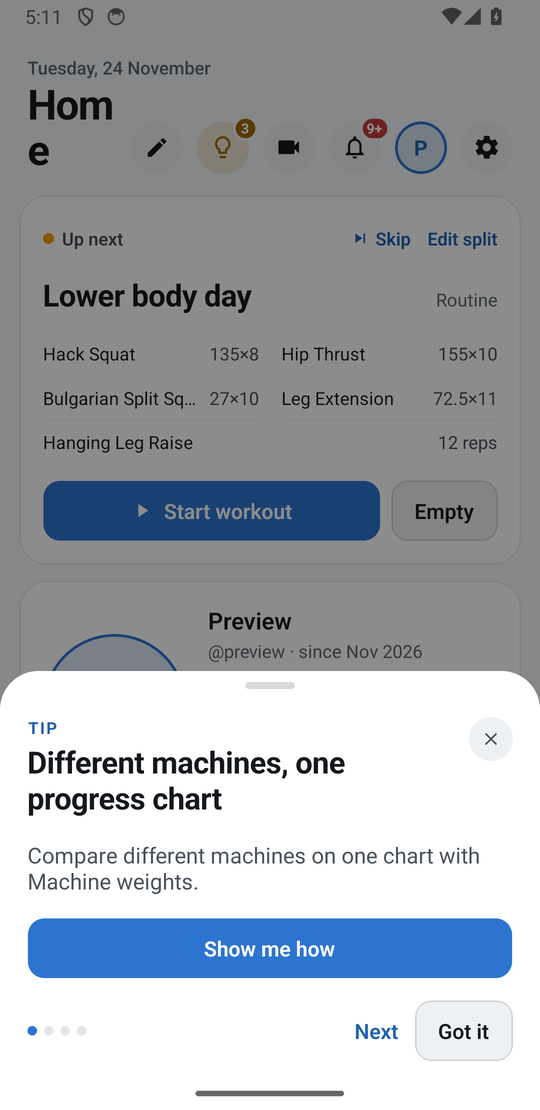 5:11
Tuesday, 24 November
Hom
e
3
9+
P
Up next
Skip
Edit split
Lower body day
Routine
Hack Squat 135×8 Hip Thrust 155×10
Bulgarian Split Sq... 27×10 Leg Extension 72.5×11
Hanging Leg Raise 12 reps
Start workout
Empty
Preview
@preview · since Nov 2026
TIP
Different machines, one
progress chart
Compare different machines on one chart with
Machine weights.
Show me how
Next
Got it